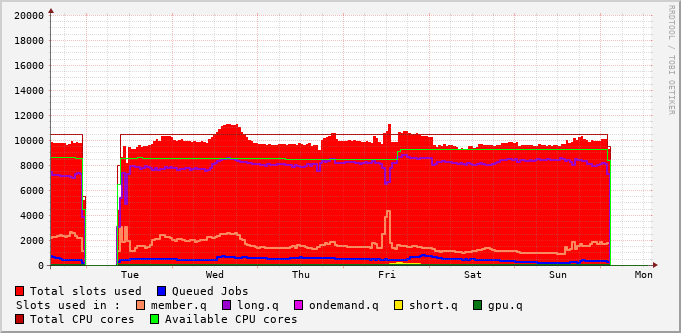 20000
18000
16000
14000
12000
10000
8000
6000
4000
2000
0
Tue Wed Thu Fri Sat Sun Mon
RRDTOOL / TOBI OETIKER
Total slots used Queued Jobs
Slots used in : member.q long.q ondemand.q short.q gpu.q
Total CPU cores Available CPU cores